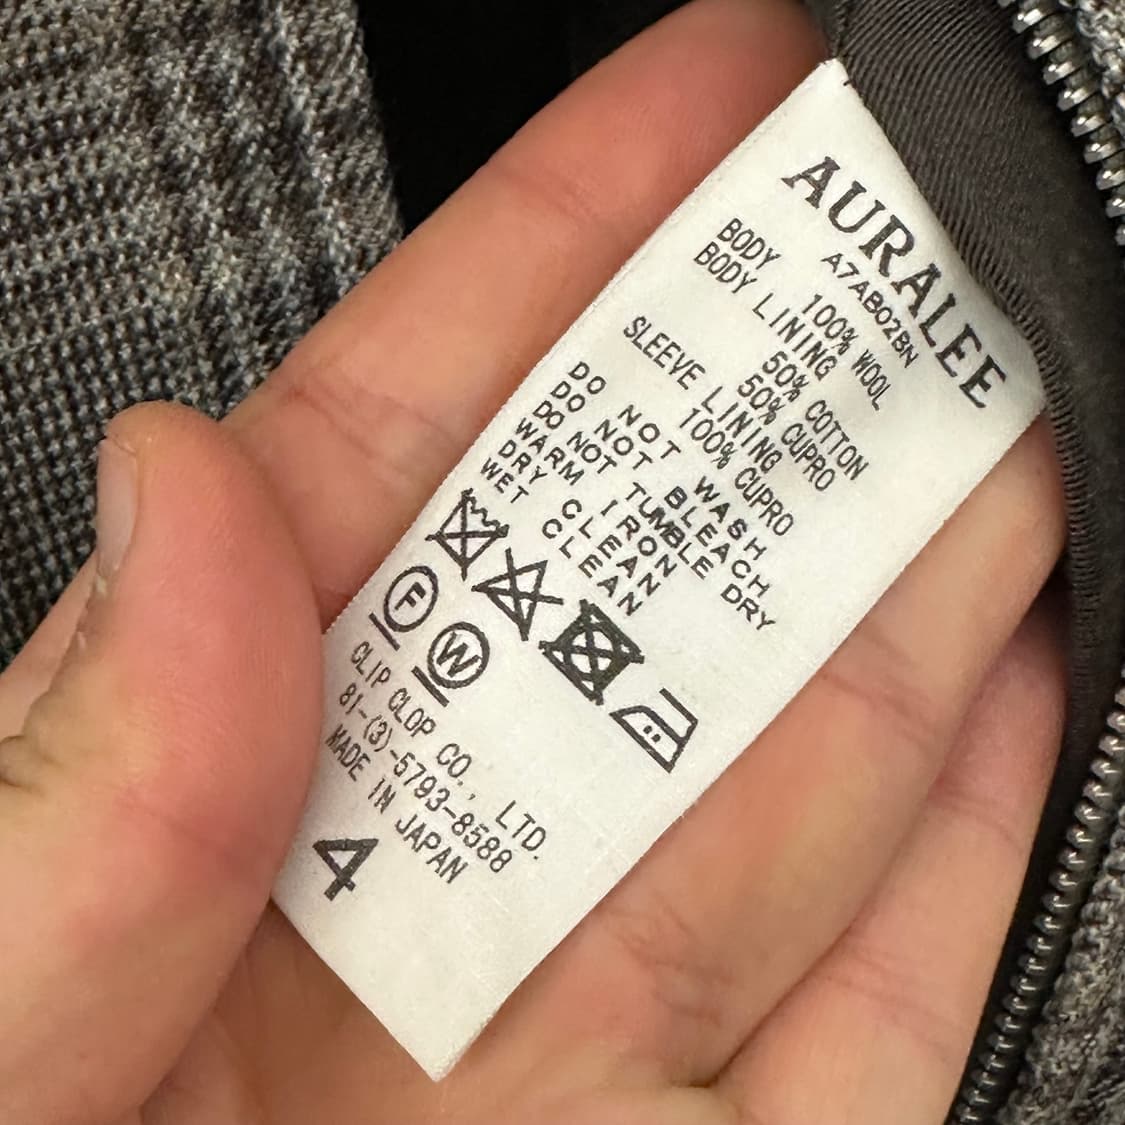 AURALEE
A7AB02BN
BODY
100% WOOL
BODY LINING
50% COTTON
50% CUPRO
SLEEVE LINING
100% CUPRO
DO NOT WASH
DO NOT BLEACH
DO NOT TUMBLE DRY
WARM IRON
DRY CLEAN
WET CLEAN
F
W
CLIP CLOP CO., LTD.
81-(3)-5793-8588
MADE IN JAPAN
4